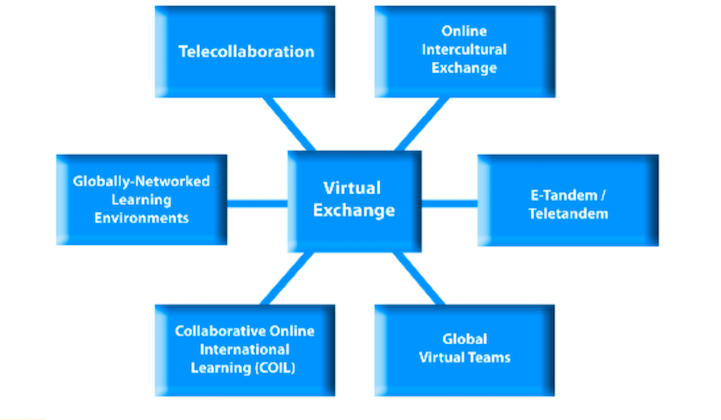 Telecollaboration
Online
Intercultural
Exchange
Globally-Networked
Learning
Environments
Virtual
Exchange
E-Tandem /
Teletandem
Collaborative Online
International
Learning (COIL)
Global
Virtual Teams